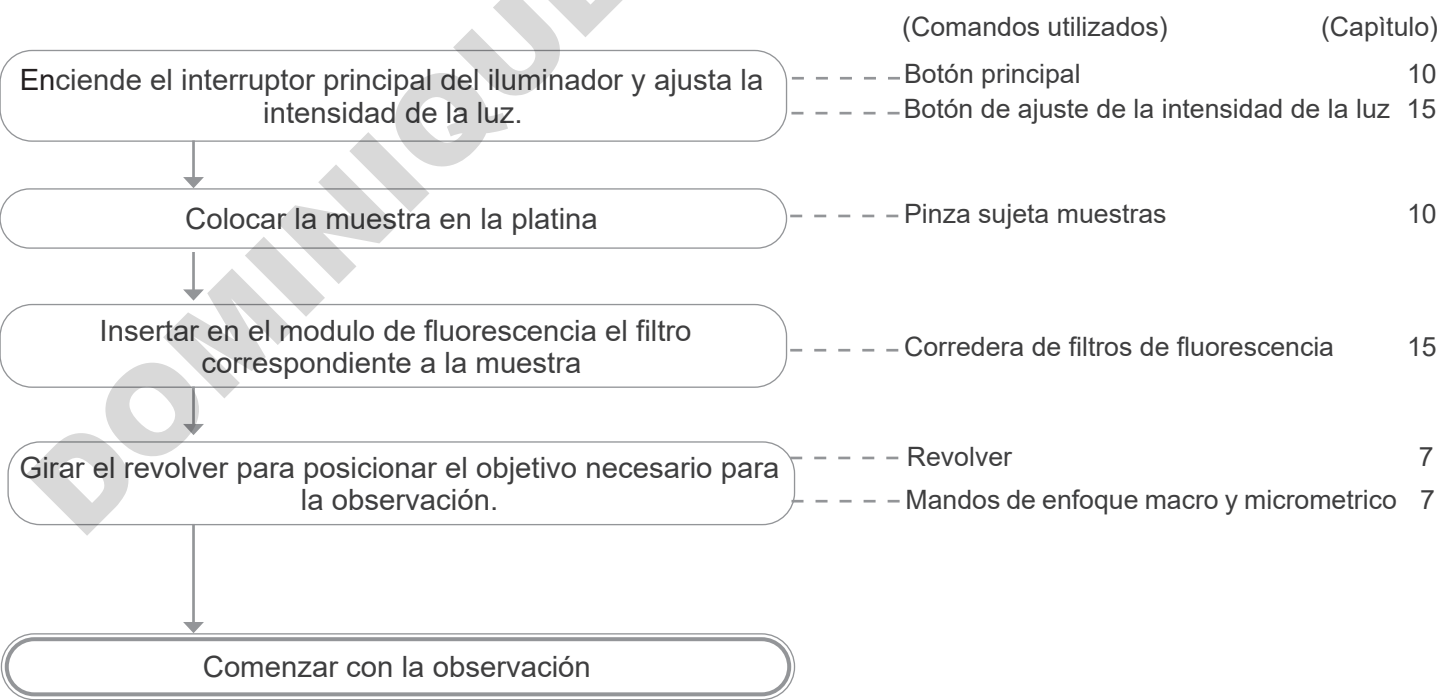 (Comandos utilizados) (Capìtulo)
Enciende el interruptor principal del iluminador y ajusta la
intensidad de la luz.
Botón principal 10
Botón de ajuste de la intensidad de la luz 15
Colocar la muestra en la platina
Pinza sujeta muestras 10
Insertar en el modulo de fluorescencia el filtro
correspondiente a la muestra
Corredera de filtros de fluorescencia 15
Girar el revolver para posicionar el objetivo necesario para
la observación.
Revolver 7
Mandos de enfoque macro y micrometrico 7
Comenzar con la observación
DOMINIQUE